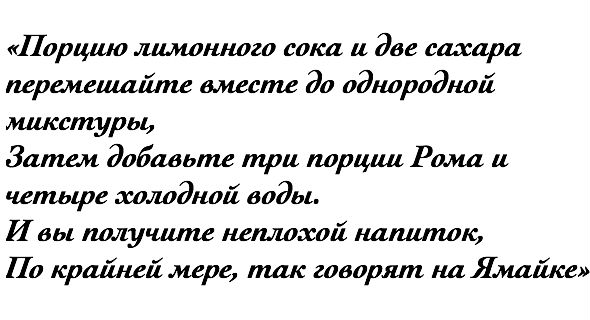 «Порцию лимонного сока и две сахара
перемешайте вместе до однородной
микстуры,
Затем добавьте три порции Рома и
четыре холодной воды.
И вы получите неплохой напиток,
По крайней мере, так говорят на Ямайке»